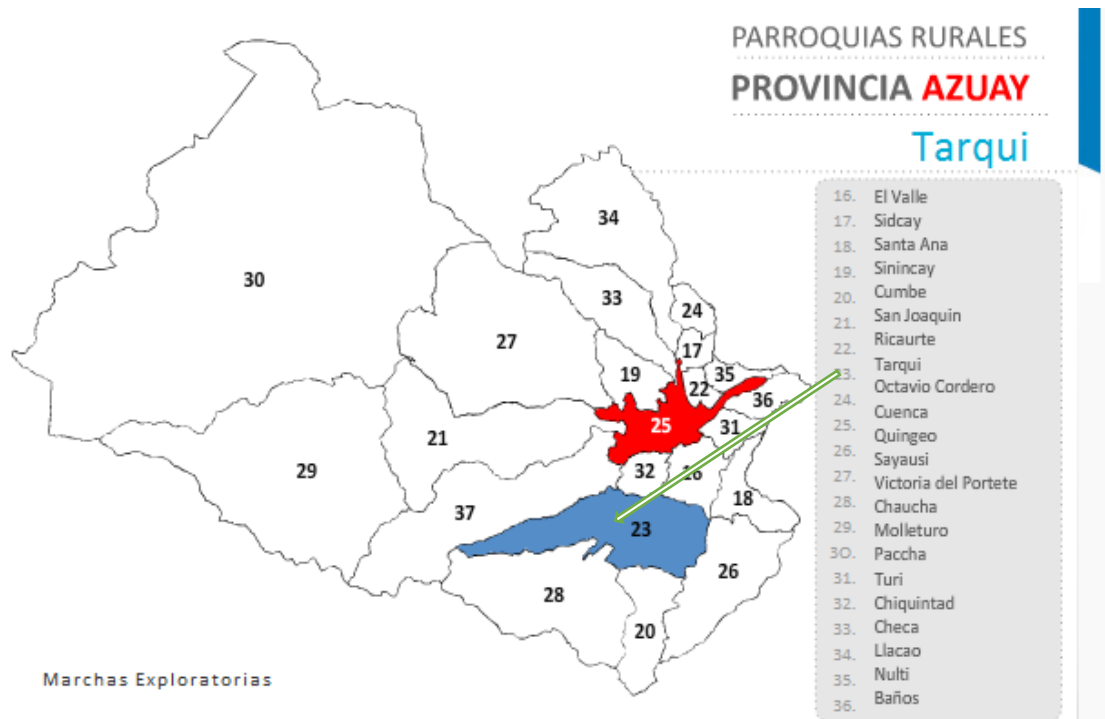 PARROQUIAS RURALES
PROVINCIA AZUAY
Tarqui
16. El Valle
17. Sidcay
18. Santa Ana
19. Sinincay
20. Cumbe
21. San Joaquin
22. Ricaurte
23. Tarqui
Octavio Cordero
24. Cuenca
25. Quingeo
26. Sayausi
27. Victoria del Portete
28. Chaucha
29. Molleturo
30. Paccha
31. Turi
32. Chiquintad
33. Checa
34. Llacao
35. Nulti
36. Baños
34
30
33
24
27
17
19
35
22
36
25
31
21
32
16
29
18
37
23
26
28
20
Marchas Exploratorias